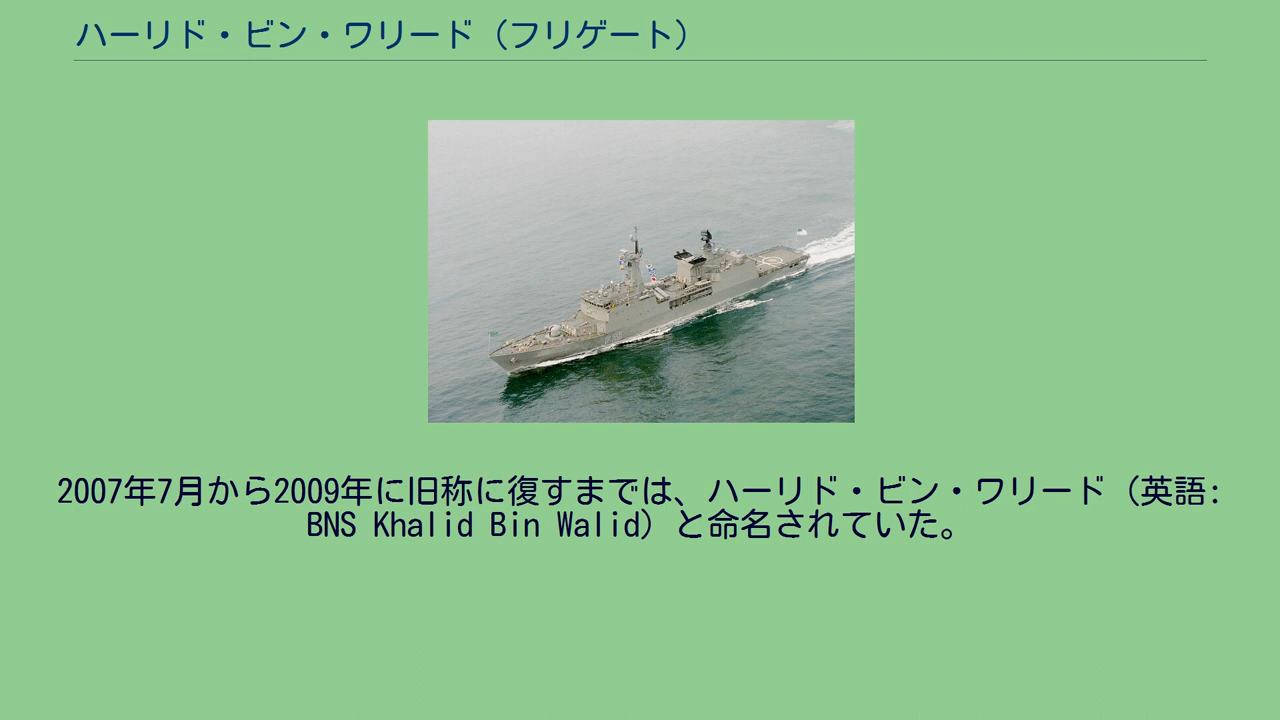 ハーリド・ビン・ワリード（フリゲート）
2007年7月から2009年に旧称に復すまでは、ハーリド・ビン・ワリード（英語:
BNS Khalid Bin Walid）と命名されていた。